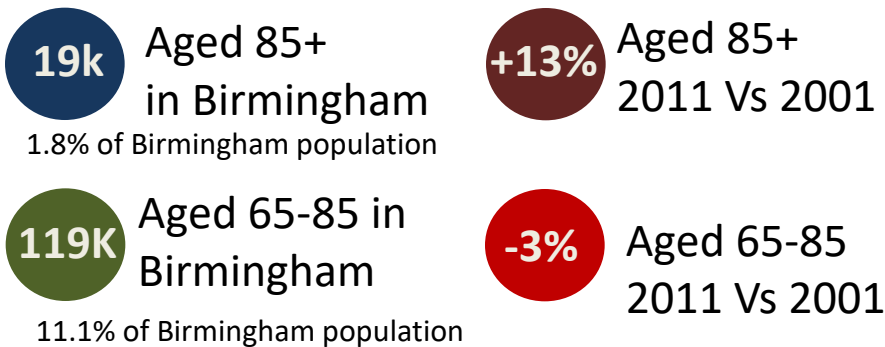 19k
Aged 85+
in Birmingham
1.8% of Birmingham population
+13%
Aged 85+
2011 Vs 2001
119K
Aged 65-85 in
Birmingham
11.1% of Birmingham population
-3%
Aged 65-85
2011 Vs 2001